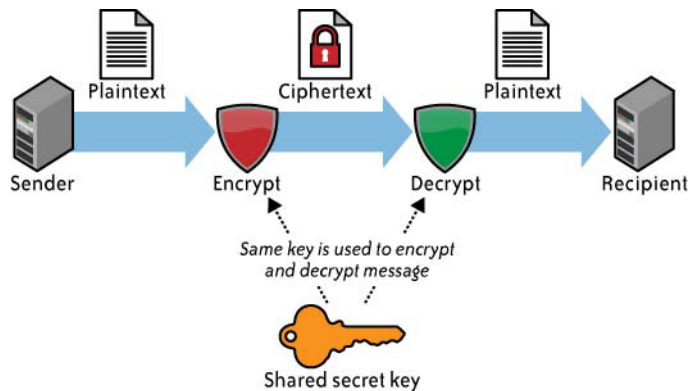 Plaintext
Ciphertext
Plaintext
Sender
Encrypt
Decrypt
Recipient
Same key is used to encrypt
and decrypt message
Shared secret key